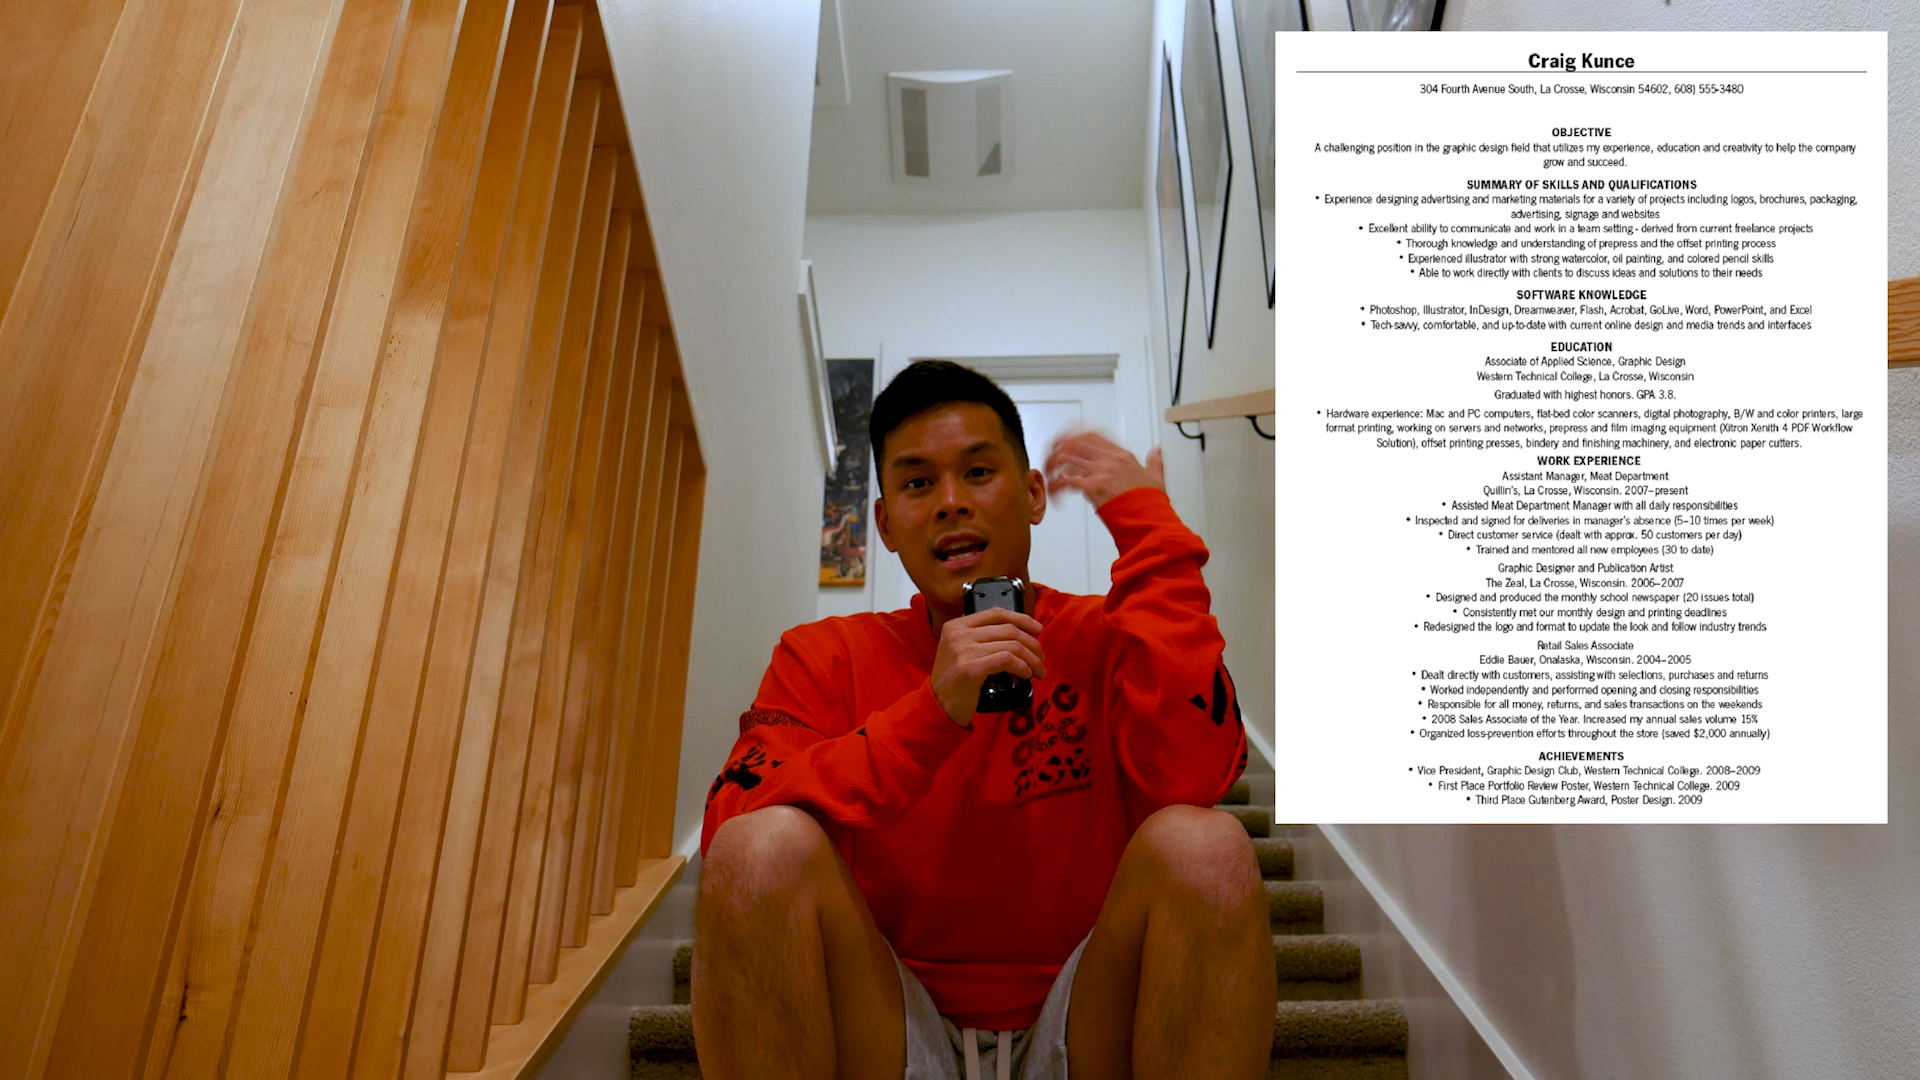 Craig Kunce
304 Fourth Avenue South, La Crosse, Wisconsin 54602, 608) 555-3480
OBJECTIVE
A challenging position in the graphic design field that utilizes my experience, education and creativity to help the company
grow and succeed.
SUMMARY OF SKILLS AND QUALIFICATIONS
• Experience designing advertising and marketing materials for a variety of projects including logos, brochures, packaging,
advertising, signage and websites
• Excellent ability to communicate and work in a team setting - derived from current freelance projects
• Thorough knowledge and understanding of prepress and the offset printing process
• Experienced illustrator with strong watercolor, oil painting, and colored pencil skills
• Able to work directly with clients to discuss ideas and solutions to their needs
SOFTWARE KNOWLEDGE
• Photoshop, Illustrator, InDesign, Dreamweaver, Flash, Acrobat, GoLive, Word, PowerPoint, and Excel
• Tech-savvy, comfortable, and up-to-date with current online design and media trends and interfaces
EDUCATION
Associate of Applied Science, Graphic Design
Western Technical College, La Crosse, Wisconsin
Graduated with highest honors. GPA 3.8.
• Hardware experience: Mac and PC computers, flat-bed color scanners, digital photography, B/W and color printers, large
format printing, working on servers and networks, prepress and film imaging equipment (Xitron Xenith 4 PDF Workflow
Solution), offset printing presses, bindery and finishing machinery, and electronic paper cutters.
WORK EXPERIENCE
Assistant Manager, Meat Department
Quillin's, La Crosse, Wisconsin. 2007–present
• Assisted Meat Department Manager with all daily responsibilities
• Inspected and signed for deliveries in manager's absence (5–10 times per week)
• Direct customer service (dealt with approx. 50 customers per day)
• Trained and mentored all new employees (30 to date)
Graphic Designer and Publication Artist
The Zeal, La Crosse, Wisconsin. 2006–2007
• Designed and produced the monthly school newspaper (20 issues total)
• Consistently met our monthly design and printing deadlines
• Redesigned the logo and format to update the look and follow industry trends
Retail Sales Associate
Eddie Bauer, Onalaska, Wisconsin. 2004–2005
• Dealt directly with customers, assisting with selections, purchases and returns
• Worked independently and performed opening and closing responsibilities
• Responsible for all money, returns, and sales transactions on the weekends
• 2008 Sales Associate of the Year. Increased my annual sales volume 15%
• Organized loss-prevention efforts throughout the store (saved $2,000 annually)
ACHIEVEMENTS
• Vice President, Graphic Design Club, Western Technical College. 2008–2009
• First Place Portfolio Review Poster, Western Technical College. 2009
• Third Place Gutenberg Award, Poster Design. 2009